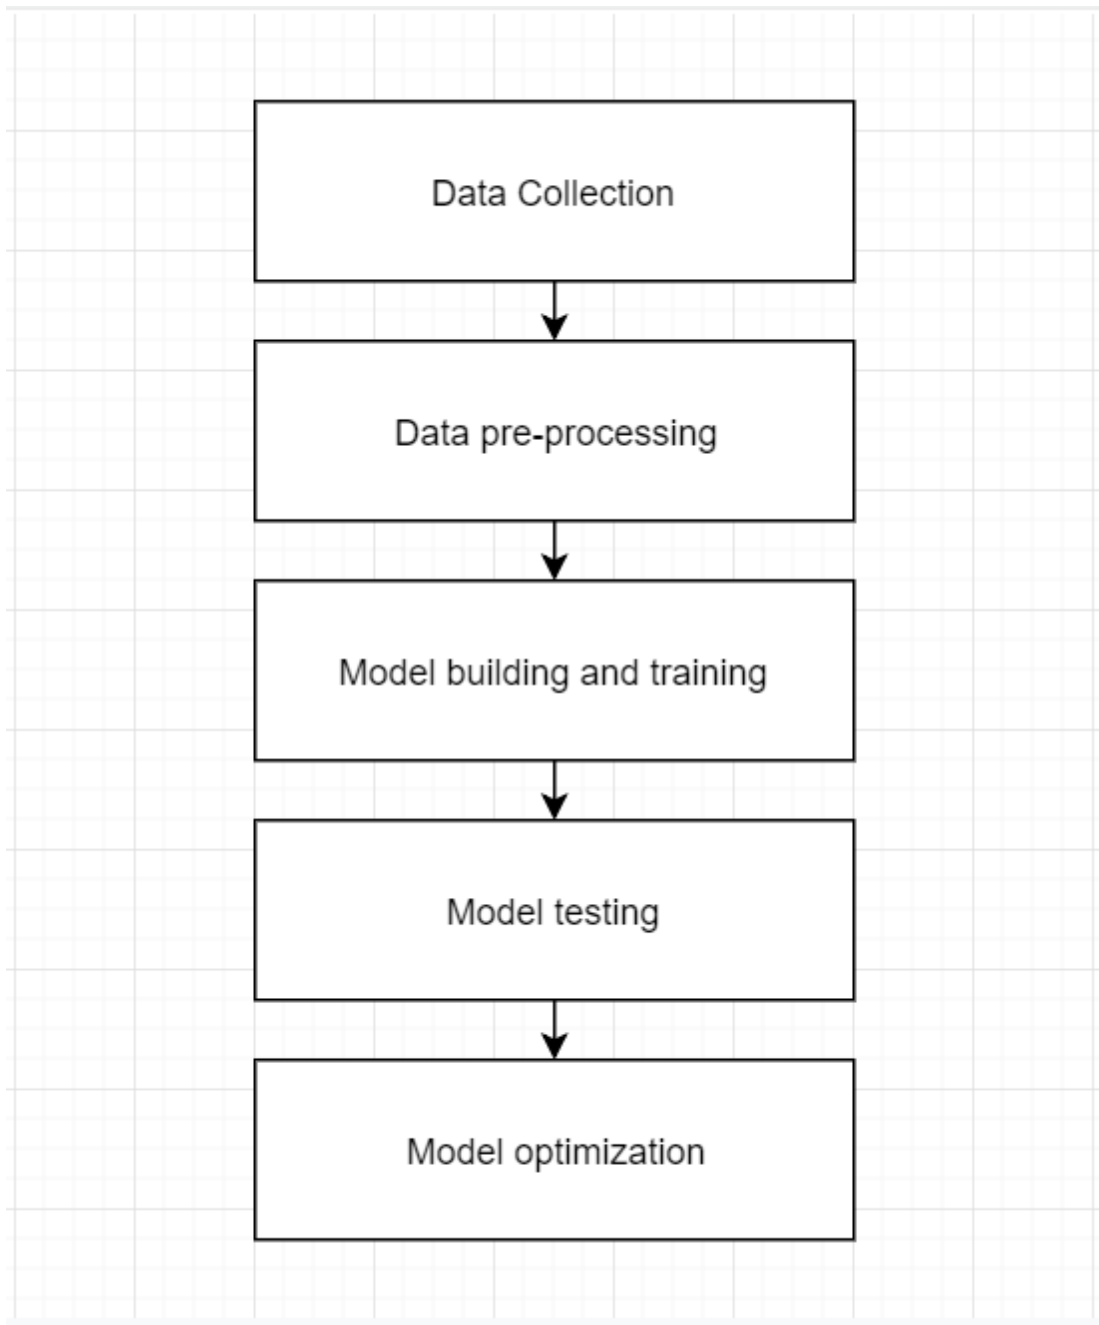 Data Collection
Data pre-processing
Model building and training
Model testing
Model optimization